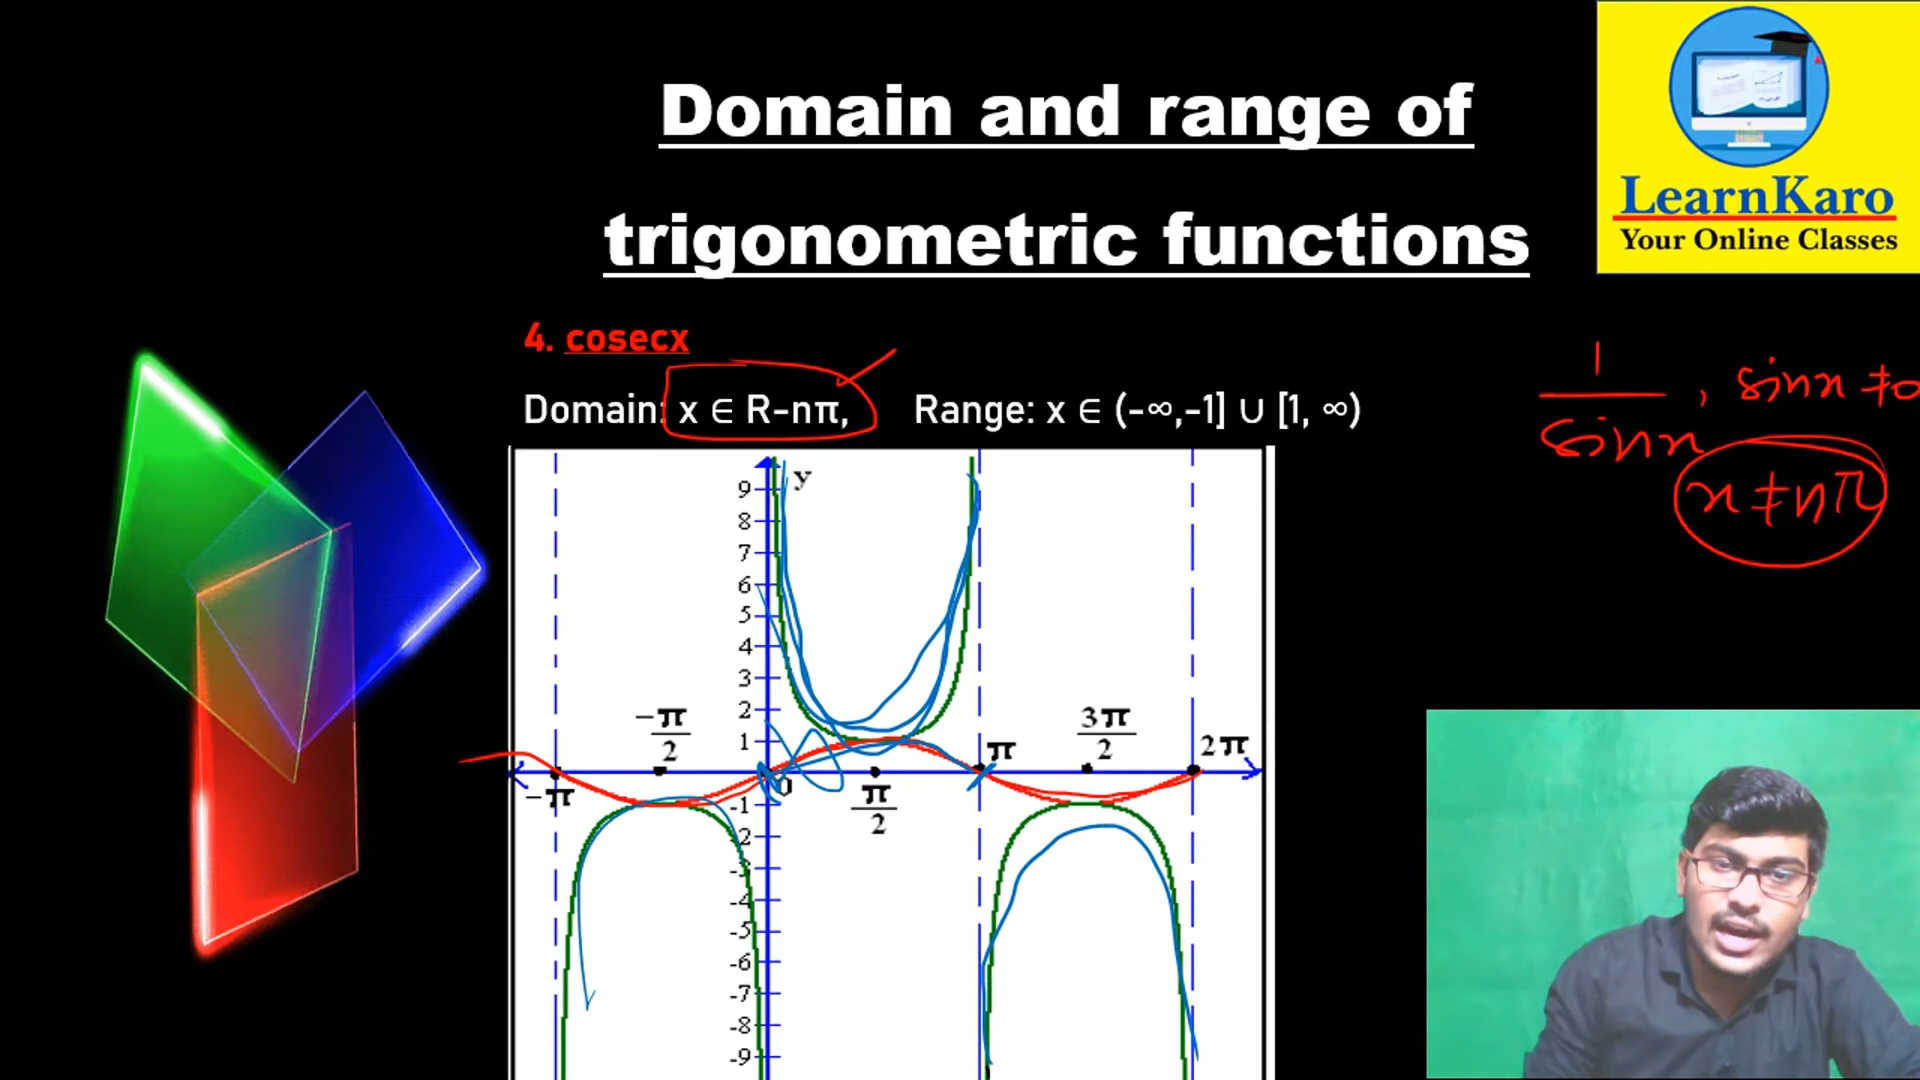 Domain and range of
trigonometric functions
LearnKaro
Your Online Classes
4. cosecx
Domain: x ∈ R-nπ, Range: x ∈ (-∞,-1] ∪ [1, ∞)
1
sinx
, sinx≠0
x≠nπ
y
9
8
7
6
5
4
3
2
1
-π/2
3π/2
π
2π
-π
0
π/2
-1
-2
-3
-4
-5
-6
-7
-8
-9